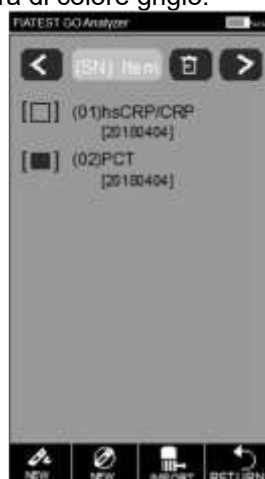 ra di colore grigio.
FIATEST GO Analyzer
(SN) Item
(01)hsCRP/CRP
[20180404]
(02)PCT
[20180404]
NEW
NEW
IMPORT
RETURN